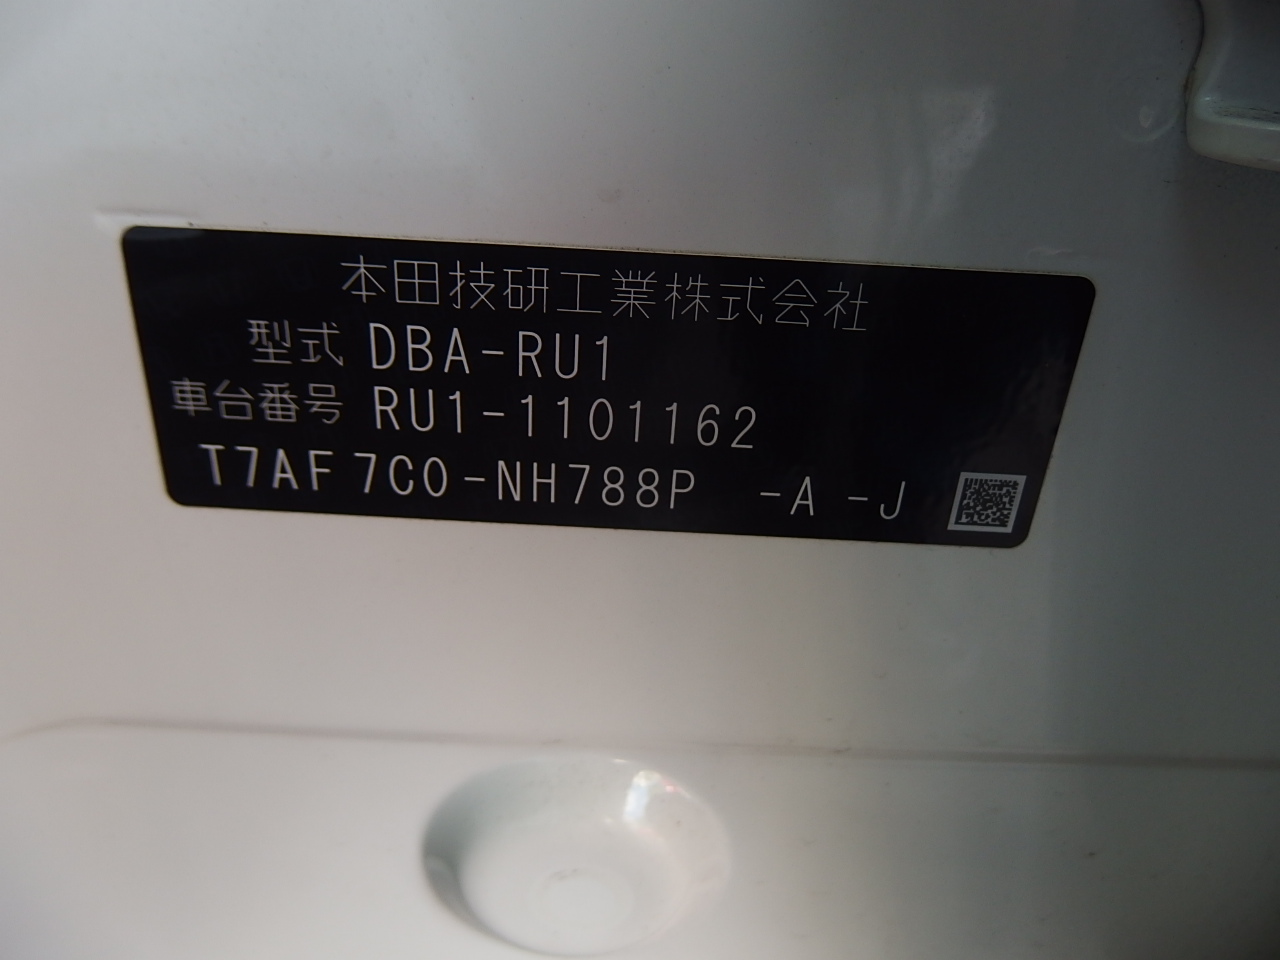 本田技研工業株式会社
型式 DBA-RU1
車台番号 RU1-1101162
T7AF 7C0-NH788P -A -J